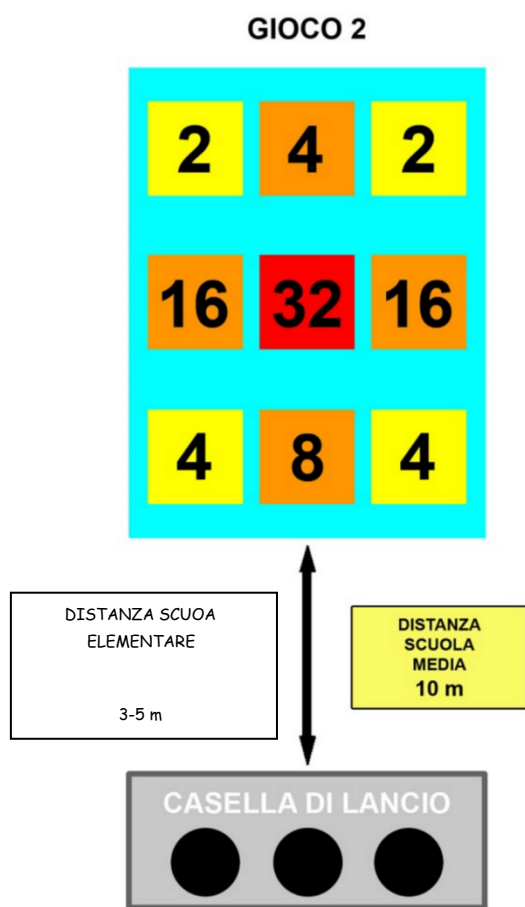 GIOCO 2
2 4 2
16 32 16
4 8 4
DISTANZA SCUOA
ELEMENTARE
3-5 m
DISTANZA
SCUOLA
MEDIA
10 m
CASELLA DI LANCIO